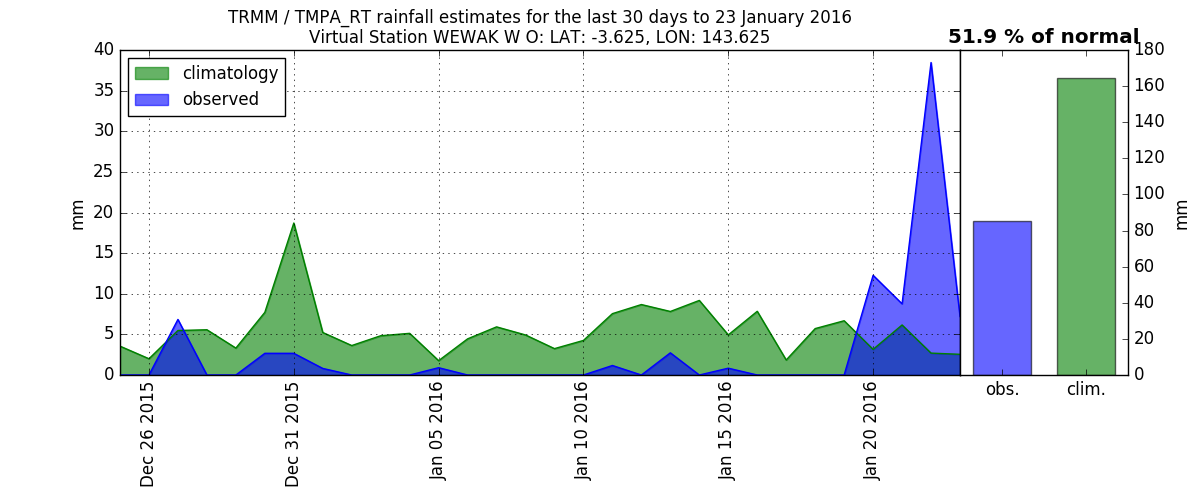 TRMM / TMPA_RT rainfall estimates for the last 30 days to 23 January 2016
Virtual Station WEWAK W O: LAT: -3.625, LON: 143.625
51.9 % of normal
climatology
observed
mm
40
35
30
25
20
15
10
5
0
Dec 26 2015
Dec 31 2015
Jan 05 2016
Jan 10 2016
Jan 15 2016
Jan 20 2016
obs.
clim.
180
160
140
120
100
80
60
40
20
0
mm